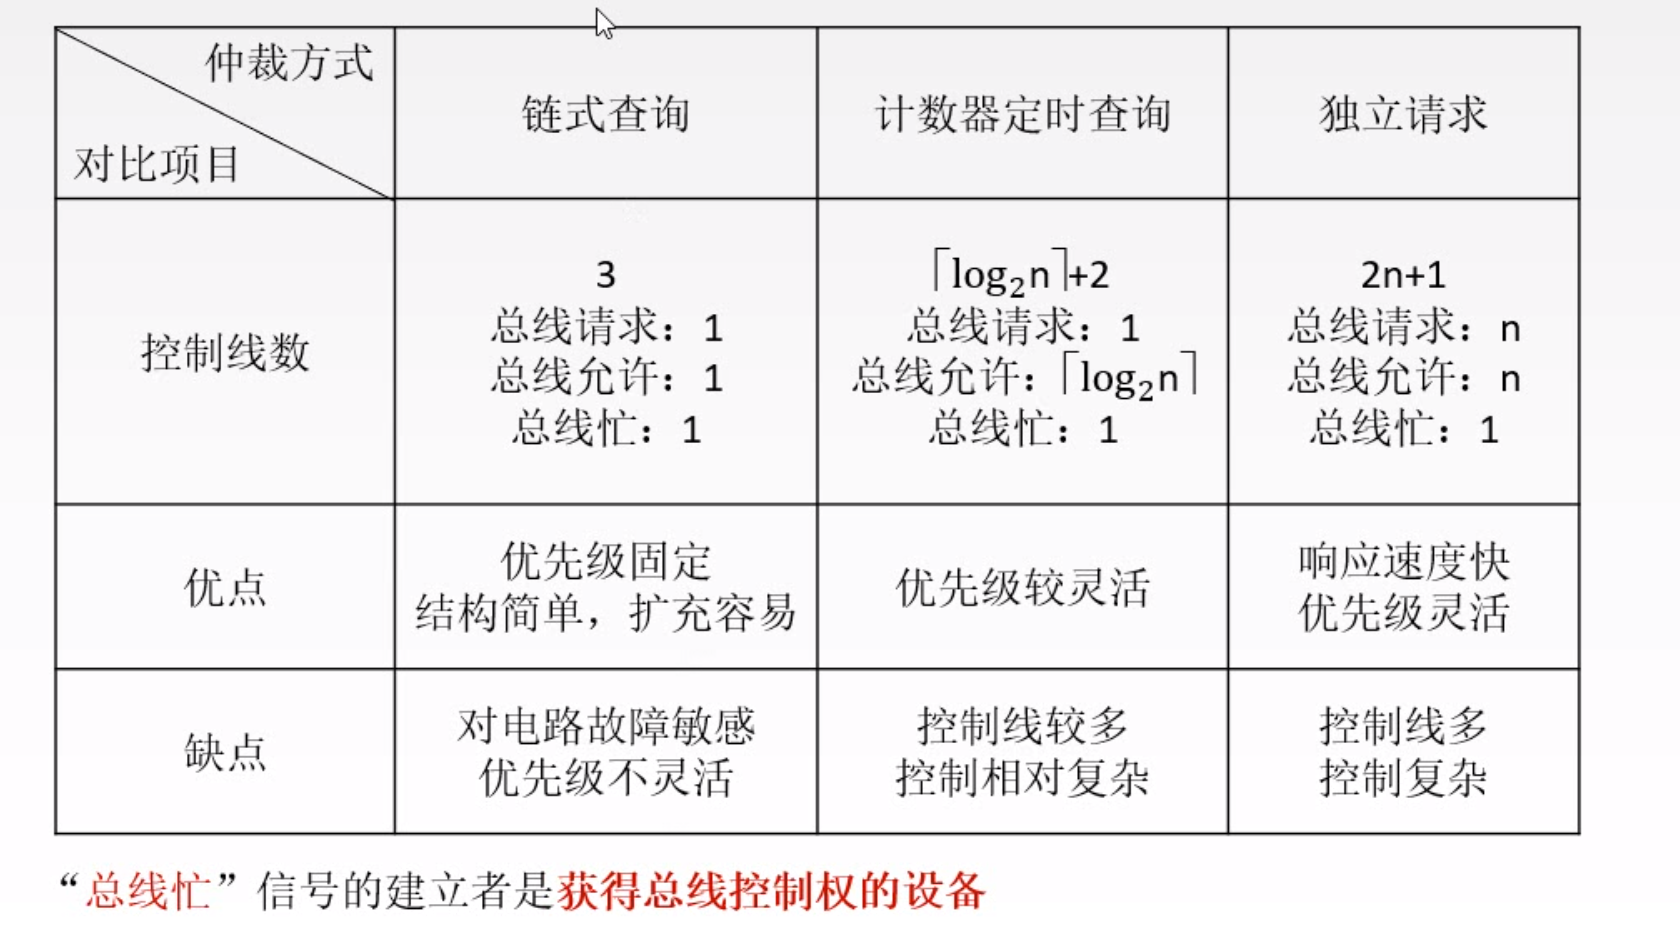 仲裁方式
对比项目
链式查询
计数器定时查询
独立请求
控制线数
3
总线请求：1
总线允许：1
总线忙：1
⌈log₂n⌉+2
总线请求：1
总线允许：⌈log₂n⌉
总线忙：1
2n+1
总线请求：n
总线允许：n
总线忙：1
优点
优先级固定
结构简单，扩充容易
优先级较灵活
响应速度快
优先级灵活
缺点
对电路故障敏感
优先级不灵活
控制线较多
控制相对复杂
控制线多
控制复杂
“总线忙”信号的建立者是获得总线控制权的设备